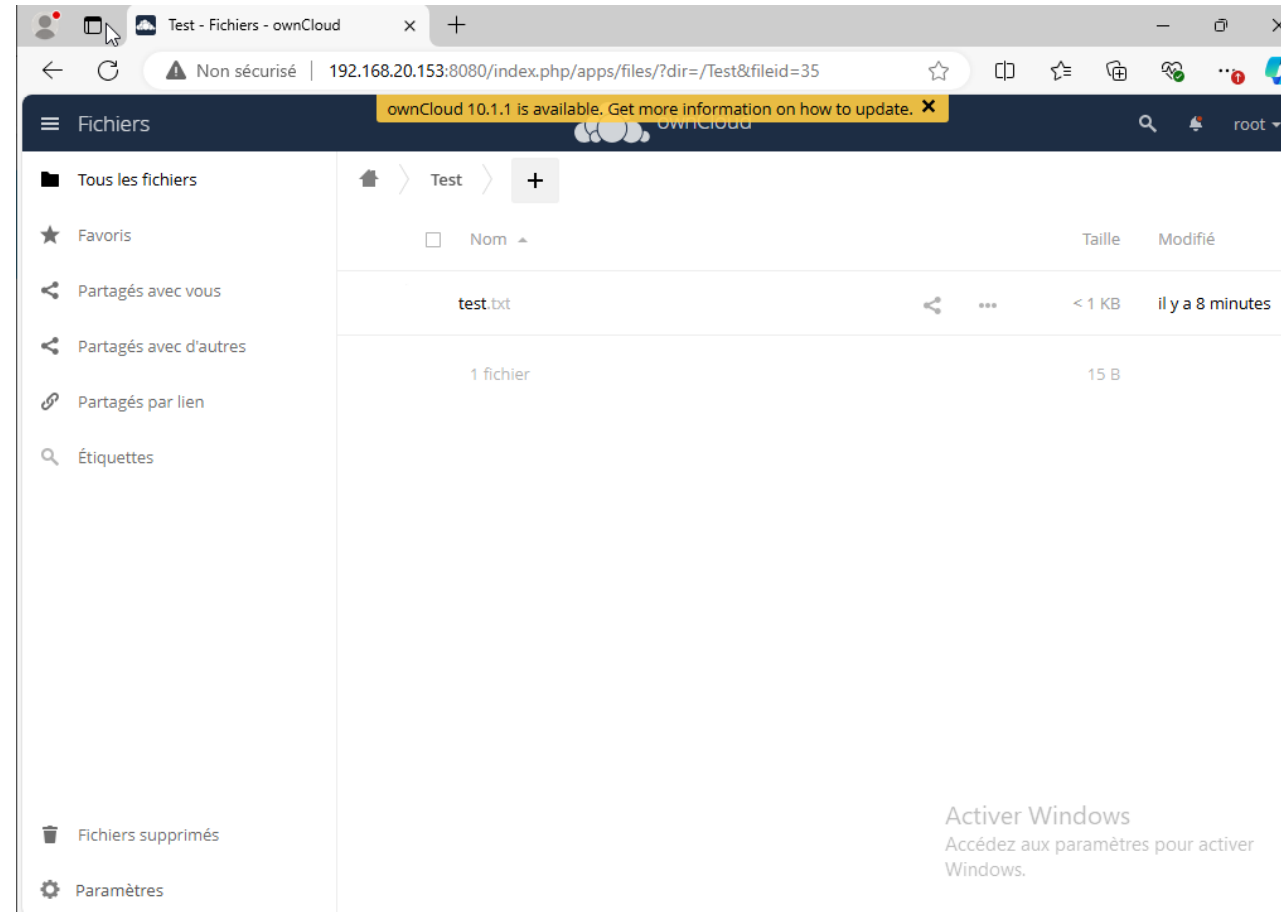 Test - Fichiers - ownCloud
Non sécurisé | 192.168.20.153:8080/index.php/apps/files/?dir=/Test&fileid=35
ownCloud 10.1.1 is available. Get more information on how to update. ×
Fichiers
ownCloud
root
Tous les fichiers
Test
+
Favoris
Nom
Taille
Modifié
Partagés avec vous
test.txt
< 1 KB
il y a 8 minutes
Partagés avec d'autres
1 fichier
15 B
Partagés par lien
Étiquettes
Activer Windows
Accédez aux paramètres pour activer
Windows.
Fichiers supprimés
Paramètres